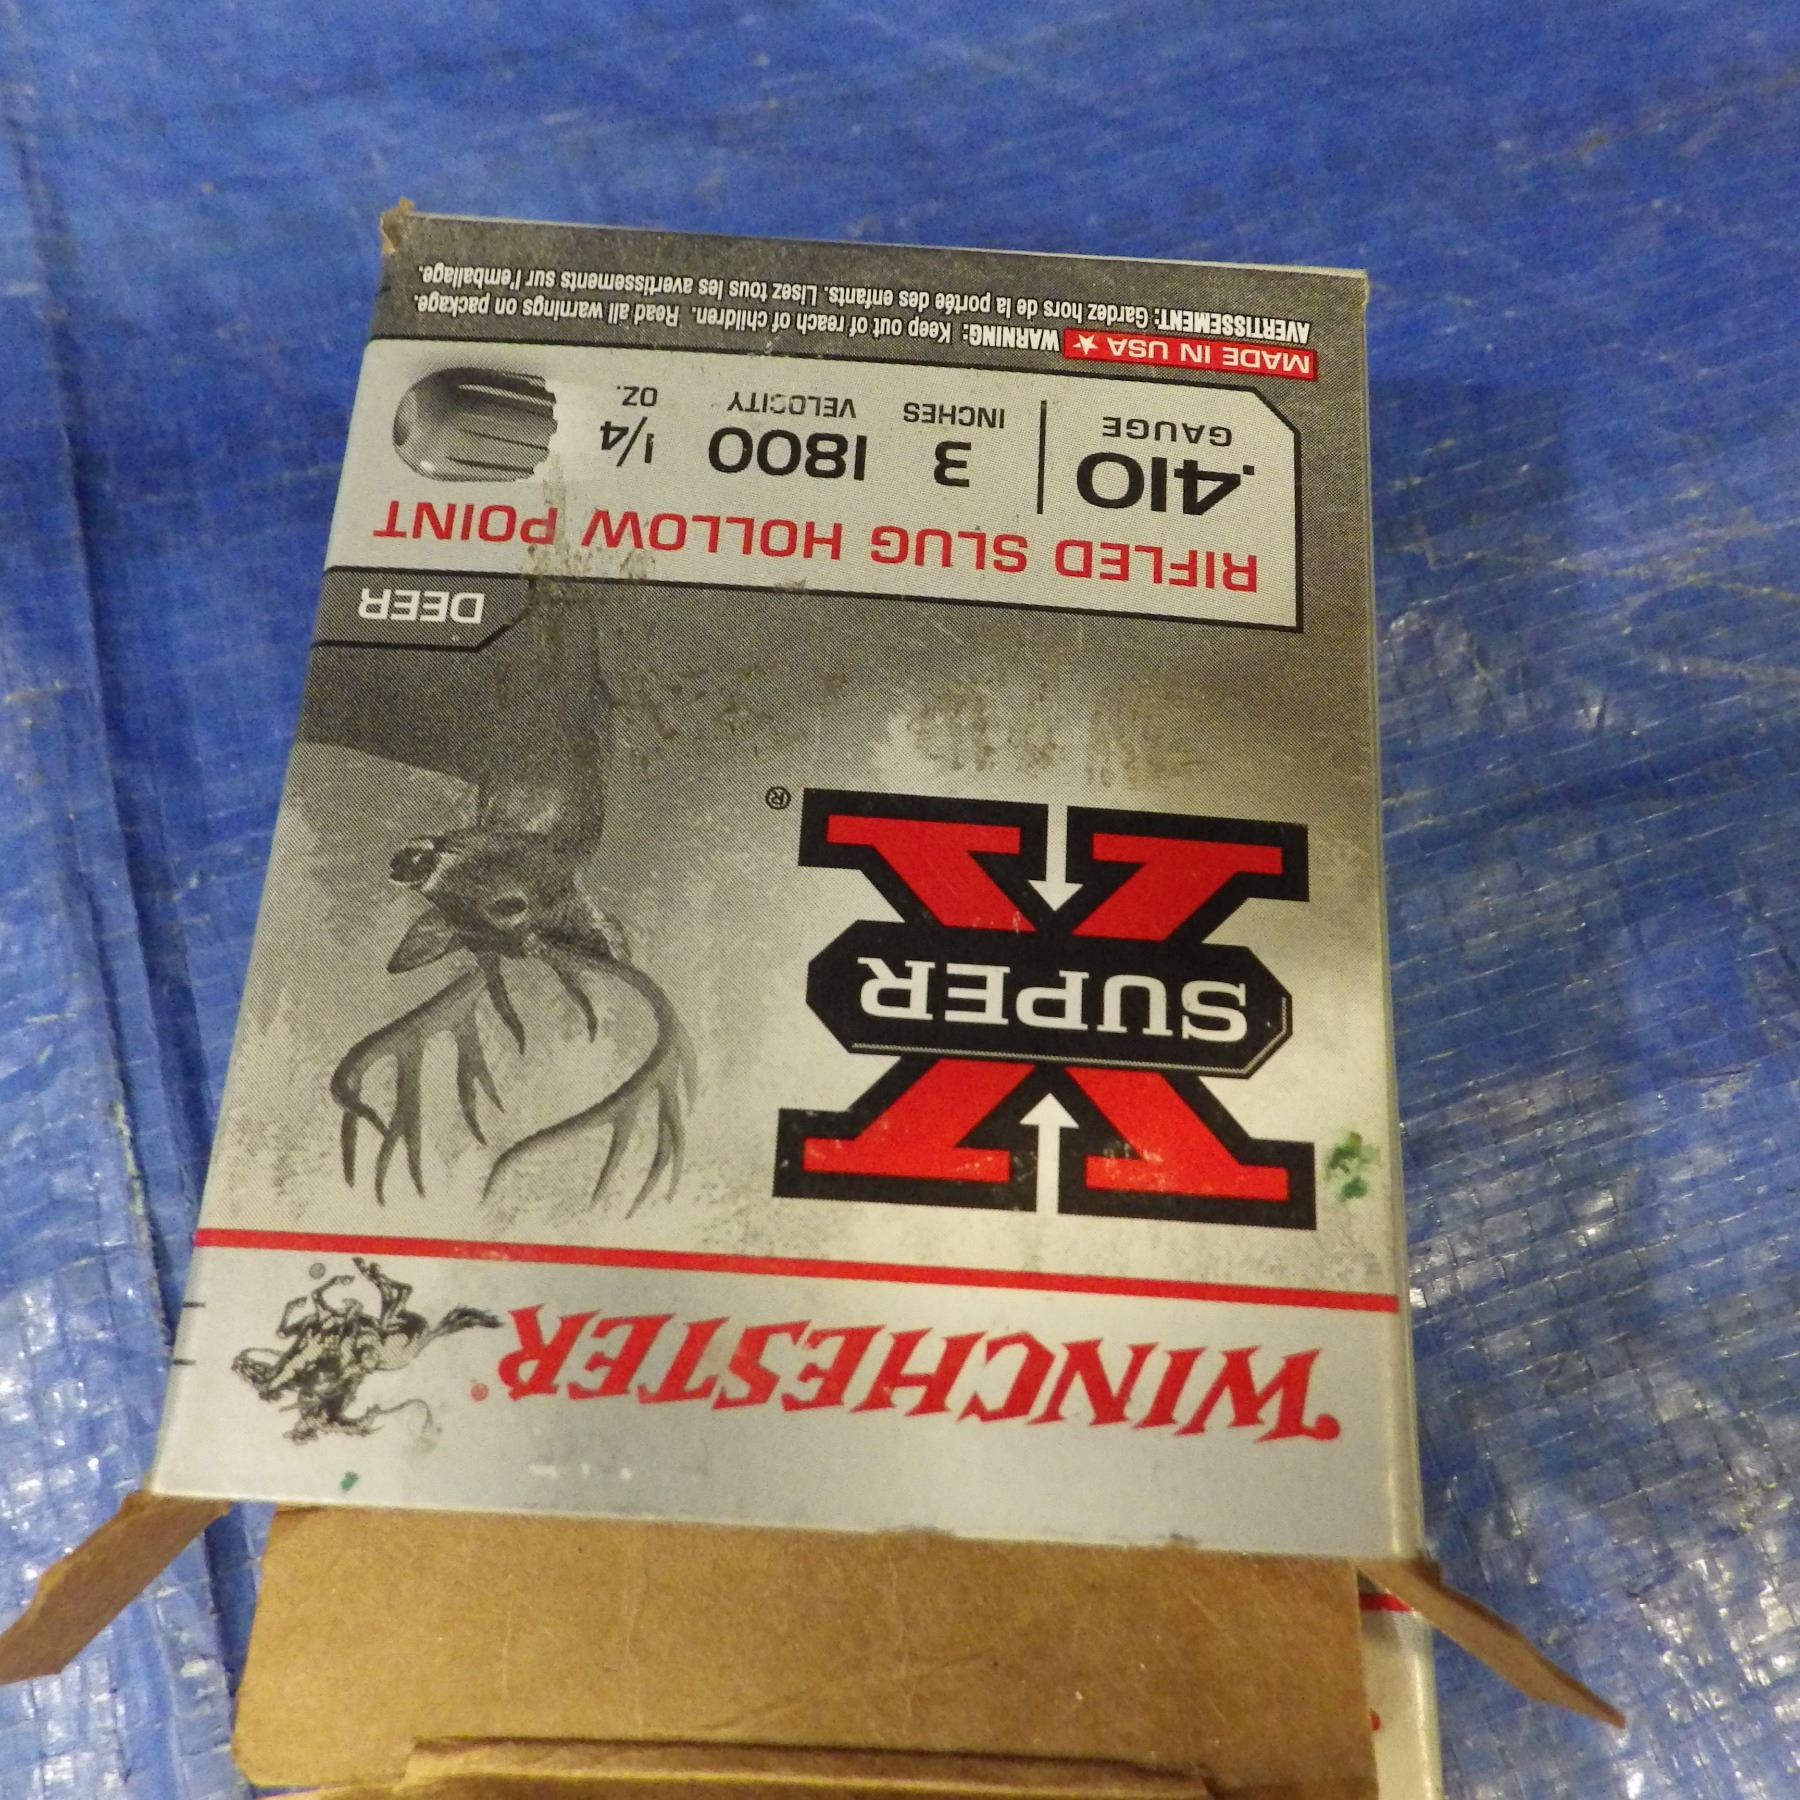 WINCHESTER®
®
SUPER
X®
DEER
RIFLED SLUG HOLLOW POINT
.410 3 1800 1/4
GAUGE INCHES VELOCITY OZ.
MADE IN USA ★ WARNING: Keep out of reach of children. Read all warnings on package.
AVERTISSEMENT: Gardez hors de la portée des enfants. Lisez tous les avertissements sur l'emballage.